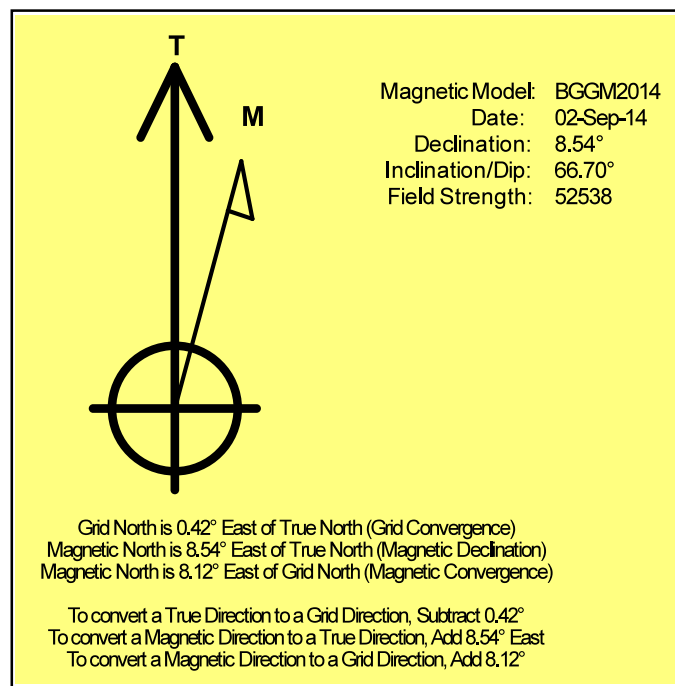 T
M
Magnetic Model: BGGM2014
Date: 02-Sep-14
Declination: 8.54°
Inclination/Dip: 66.70°
Field Strength: 52538
Grid North is 0.42° East of True North (Grid Convergence)
Magnetic North is 8.54° East of True North (Magnetic Declination)
Magnetic North is 8.12° East of Grid North (Magnetic Convergence)
To convert a True Direction to a Grid Direction, Subtract 0.42°
To convert a Magnetic Direction to a True Direction, Add 8.54° East
To convert a Magnetic Direction to a Grid Direction, Add 8.12°